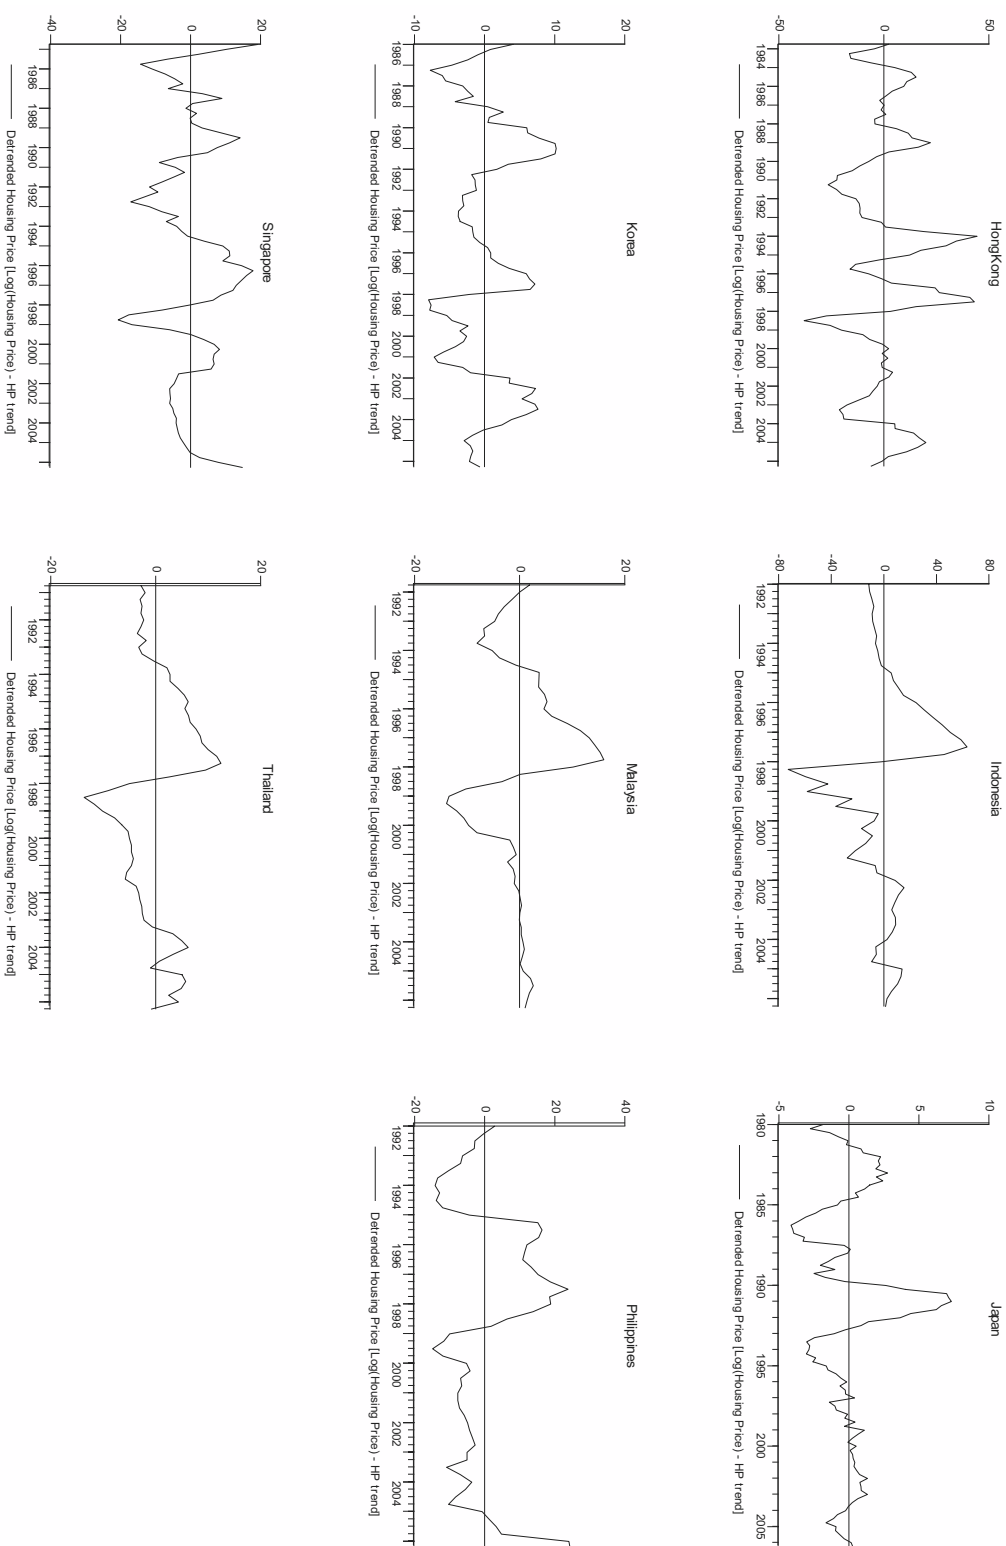 HongKong
50
0
-50
1984 1986 1988 1990 1992 1994 1996 1998 2000 2002 2004
Detrended Housing Price [Log(Housing Price) - HP trend]
Indonesia
80
40
0
-40
-80
1992 1994 1996 1998 2000 2002 2004
Detrended Housing Price [Log(Housing Price) - HP trend]
Japan
10
5
0
-5
1980 1985 1990 1995 2000 2005
Detrended Housing Price [Log(Housing Price) - HP trend]
Korea
20
10
0
-10
1986 1988 1990 1992 1994 1996 1998 2000 2002 2004
Detrended Housing Price [Log(Housing Price) - HP trend]
Malaysia
20
0
-20
1992 1994 1996 1998 2000 2002 2004
Detrended Housing Price [Log(Housing Price) - HP trend]
Philippines
40
20
0
-20
1992 1994 1996 1998 2000 2002 2004
Detrended Housing Price [Log(Housing Price) - HP trend]
Singapore
20
0
-20
-40
1986 1988 1990 1992 1994 1996 1998 2000 2002 2004
Detrended Housing Price [Log(Housing Price) - HP trend]
Thailand
20
0
-20
1992 1994 1996 1998 2000 2002 2004
Detrended Housing Price [Log(Housing Price) - HP trend]